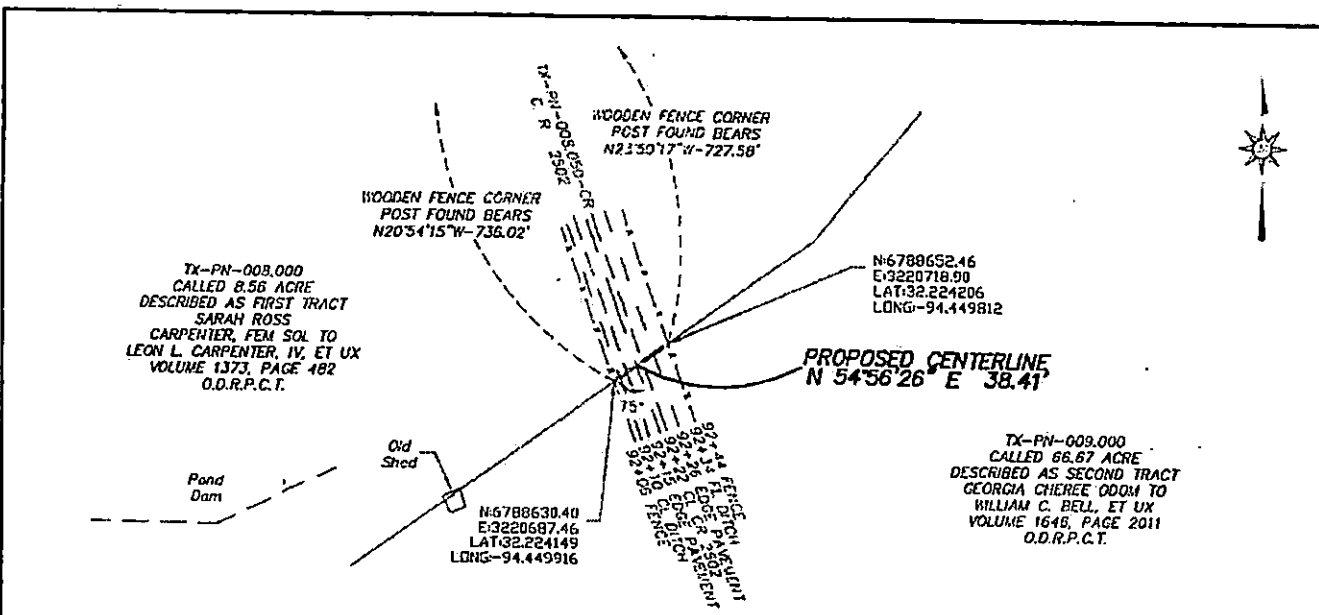 TX-PN-008.050-CR
C R 2502
WOODEN FENCE CORNER
POST FOUND BEARS
N23°50'17"W-727.58'
WOODEN FENCE CORNER
POST FOUND BEARS
N20°54'15"W-736.02'
TX-PN-008.000
CALLED 8.56 ACRE
DESCRIBED AS FIRST TRACT
SARAH ROSS
CARPENTER, FEM SOL TO
LEON L. CARPENTER, IV, ET UX
VOLUME 1373, PAGE 482
O.D.R.P.C.T.
N:6788652.46
E:3220718.90
LAT:32.224206
LONG:-94.449812
PROPOSED CENTERLINE
N 54°56'26" E 38.41'
75°
Old
Shed
Pond
Dam
N:6788630.40
E:3220687.46
LAT:32.224149
LONG:-94.449916
92+44 FENCE
92+34 FL DITCH
92+26 EDGE PAVEMENT
92+22 CL CR 2502
92+15 EDGE PAVEMENT
92+10 CL DITCH
92+05 FENCE
TX-PN-009.000
CALLED 66.67 ACRE
DESCRIBED AS SECOND TRACT
GEORGIA CHEREE ODOM TO
WILLIAM C. BELL, ET UX
VOLUME 1646, PAGE 2011
O.D.R.P.C.T.